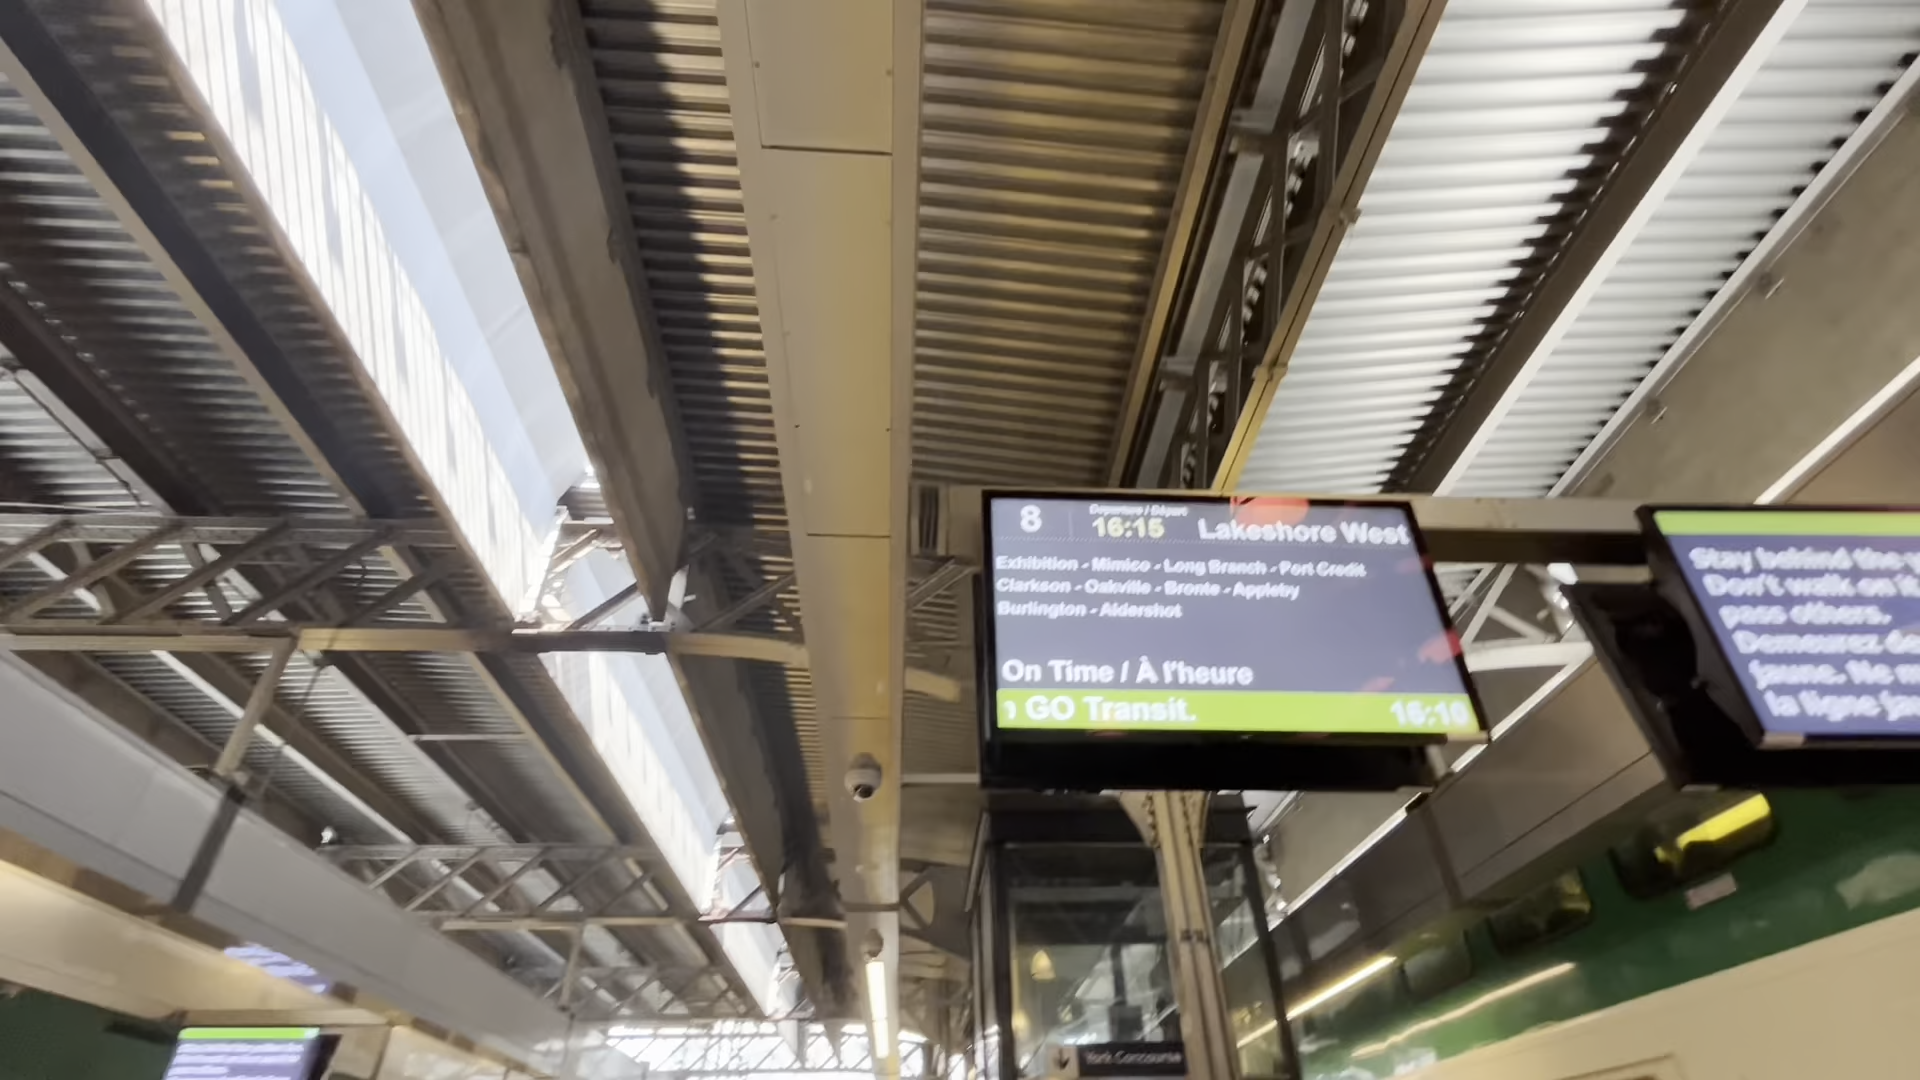 8
Departure / Départ
16:15
Lakeshore West
Exhibition - Mimico - Long Branch - Port Credit
Clarkson - Oakville - Bronte - Appleby
Burlington - Aldershot
On Time / À l'heure
GO Transit.
16:10
Stay behind the
Don't walk on
pass others.
Demeurez
jaune. Ne
la ligne
York Concourse